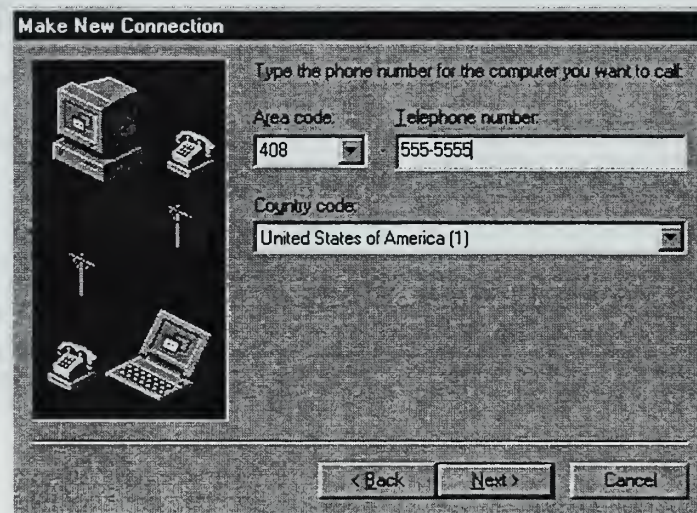 Make New Connection
Type the phone number for the computer you want to call:
Area code: Telephone number:
408 - 555-5555
Country code:
United States of America (1)
< Back Next > Cancel